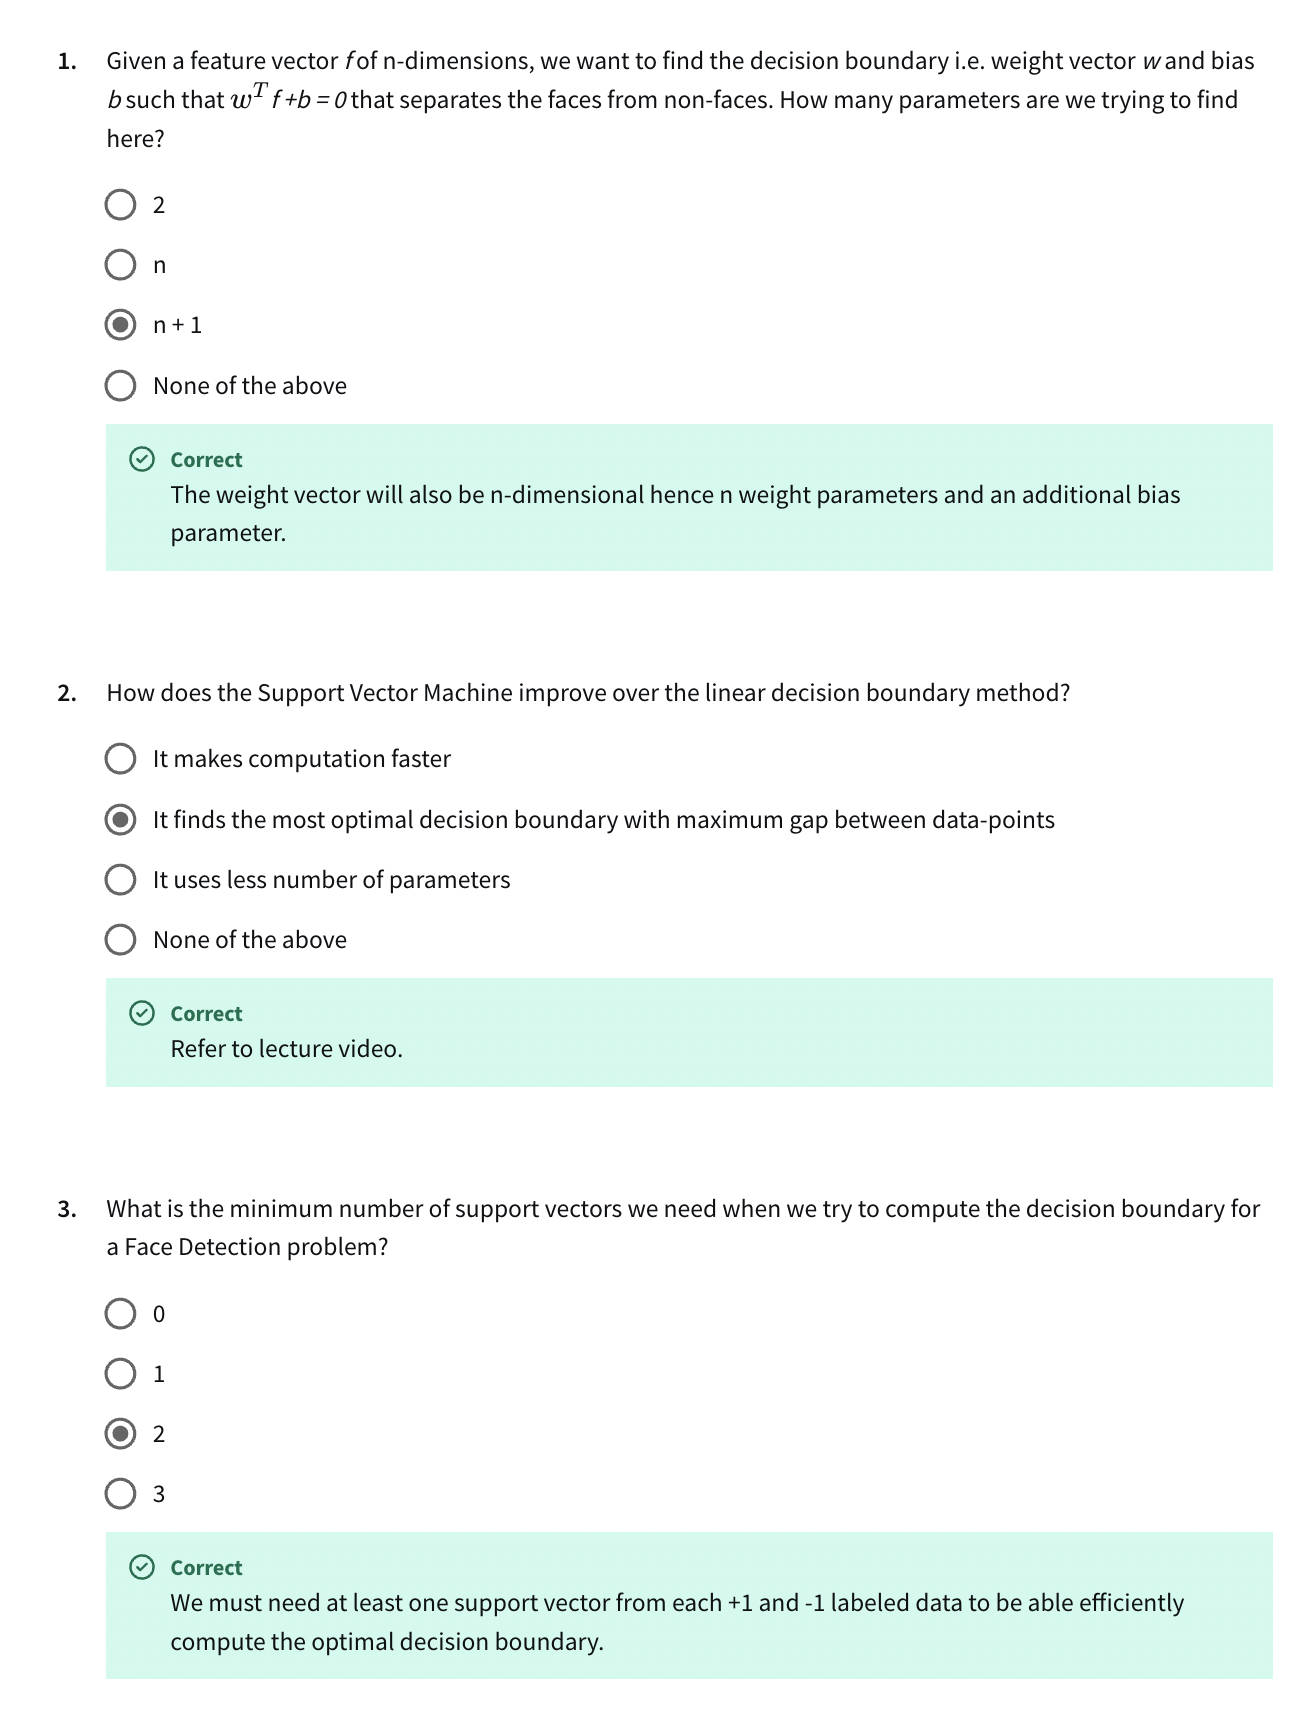 1. Given a feature vector f of n-dimensions, we want to find the decision boundary i.e. weight vector w and bias
b such that w^T f +b = 0 that separates the faces from non-faces. How many parameters are we trying to find
here?
2
n
n + 1
None of the above
Correct
The weight vector will also be n-dimensional hence n weight parameters and an additional bias
parameter.
2. How does the Support Vector Machine improve over the linear decision boundary method?
It makes computation faster
It finds the most optimal decision boundary with maximum gap between data-points
It uses less number of parameters
None of the above
Correct
Refer to lecture video.
3. What is the minimum number of support vectors we need when we try to compute the decision boundary for
a Face Detection problem?
0
1
2
3
Correct
We must need at least one support vector from each +1 and -1 labeled data to be able efficiently
compute the optimal decision boundary.